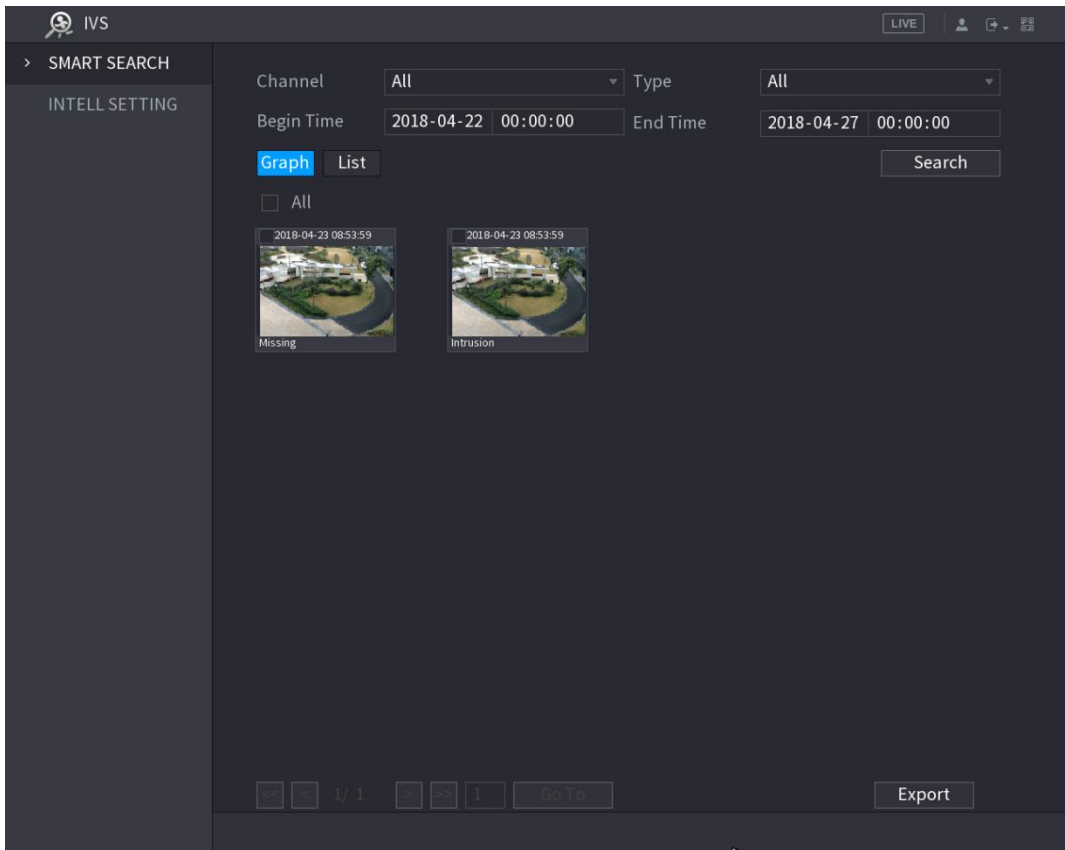 IVS LIVE
SMART SEARCH
INTELL SETTING
Channel All Type All
Begin Time 2018-04-22 00:00:00 End Time 2018-04-27 00:00:00
Graph List Search
All
2018-04-23 08:53:59 2018-04-23 08:53:59
Missing Intrusion
<< < 1/ 1 > >> 1 Go To Export